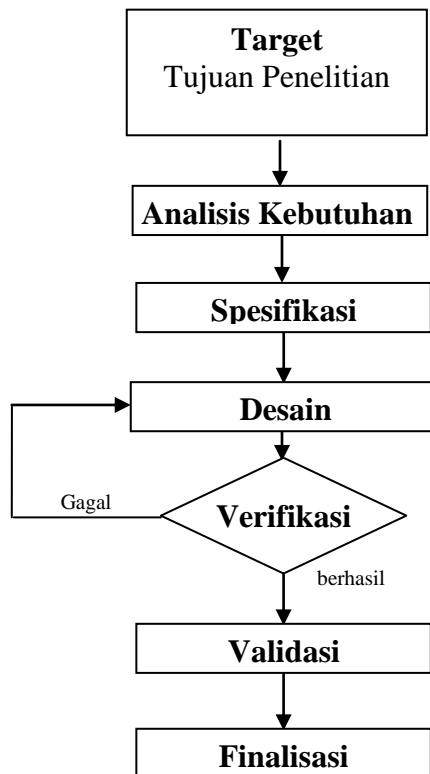 Target
Tujuan Penelitian
Analisis Kebutuhan
Spesifikasi
Desain
Gagal
Verifikasi
berhasil
Validasi
Finalisasi